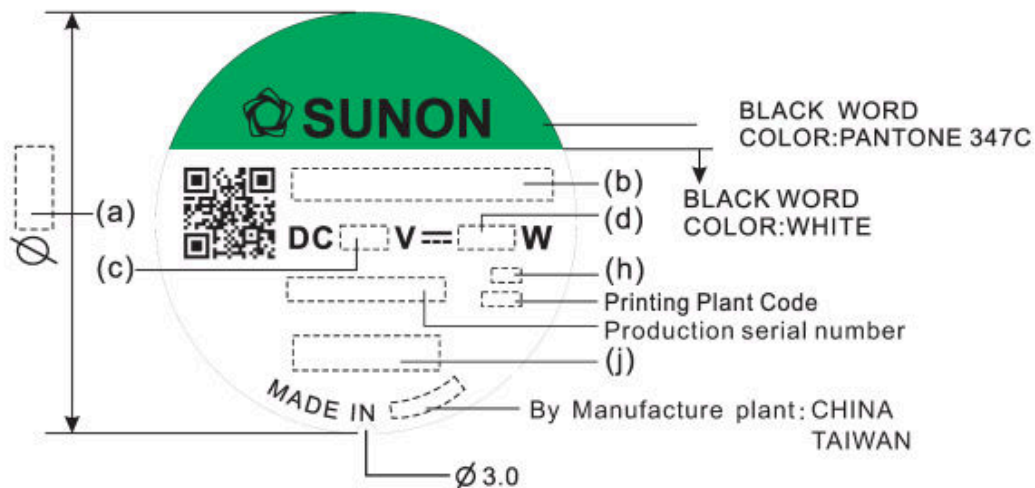 SUNON
BLACK WORD
COLOR:PANTONE 347C
(a)
(b)
BLACK WORD
COLOR:WHITE
(d)
DC V W
(c)
(h)
Printing Plant Code
Production serial number
(j)
MADE IN
By Manufacture plant: CHINA
TAIWAN
Ø
Ø 3.0